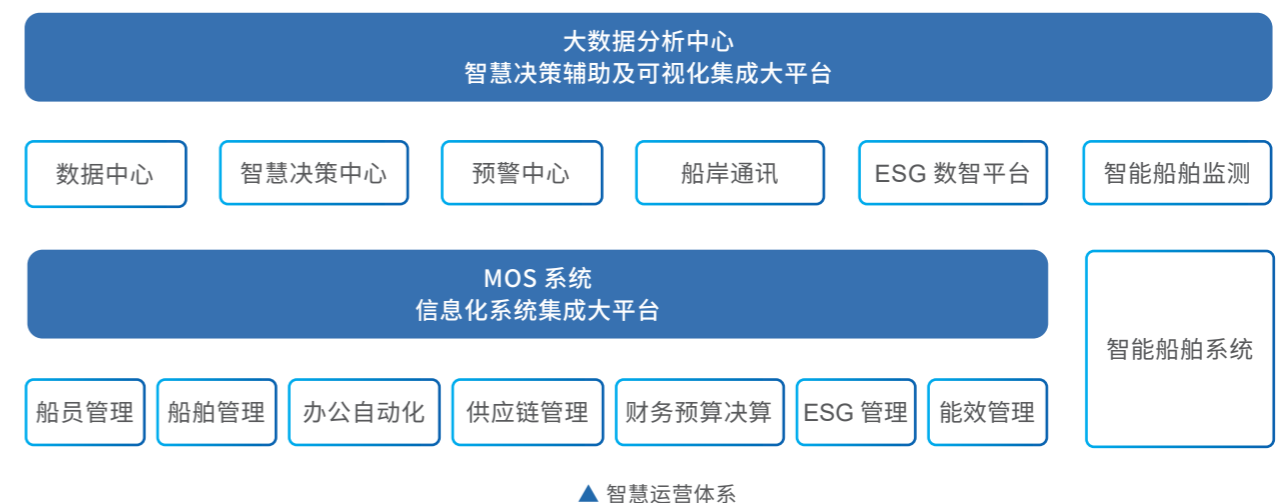 大数据分析中心
智慧决策辅助及可视化集成大平台
数据中心
智慧决策中心
预警中心
船岸通讯
ESG 数智平台
智能船舶监测
MOS 系统
信息化系统集成大平台
智能船舶系统
船员管理
船舶管理
办公自动化
供应链管理
财务预算决算
ESG 管理
能效管理
▲ 智慧运营体系